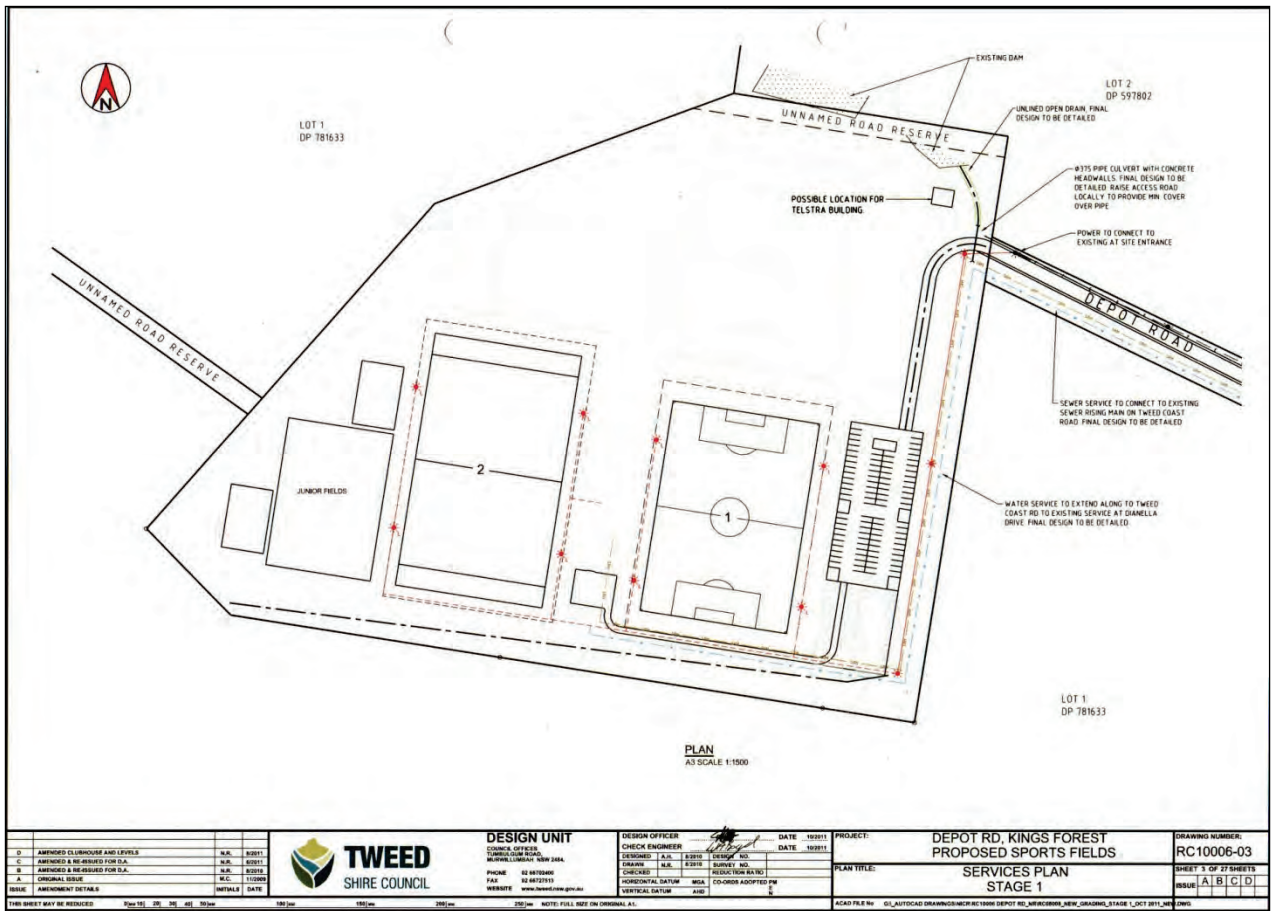 EXISTING DAM
LOT 2
DP 597802
UNLINED OPEN DRAIN, FINAL
DESIGN TO BE DETAILED
LOT 1
DP 781633
UNNAMED ROAD RESERVE
N
Ø375 PIPE CULVERT WITH CONCRETE
HEADWALLS. FINAL DESIGN TO BE
DETAILED. RAISE ACCESS ROAD
LOCALLY TO PROVIDE MIN COVER
OVER PIPE
POSSIBLE LOCATION FOR
TELSTRA BUILDING.
POWER TO CONNECT TO
EXISTING AT SITE ENTRANCE
UNNAMED ROAD RESERVE
DEPOT ROAD
SEWER SERVICE TO CONNECT TO EXISTING
SEWER RISING MAIN ON TWEED COAST
ROAD. FINAL DESIGN TO BE DETAILED
JUNIOR FIELDS
2
1
WATER SERVICE TO EXTEND ALONG TO TWEED
COAST RD TO EXISTING SERVICE AT DIANELLA
DRIVE. FINAL DESIGN TO BE DETAILED
LOT 1
DP 781633
PLAN
A3 SCALE 1:1500
D AMENDED CLUBHOUSE AND LEVELS N.R. 8/2011
C AMENDED & RE-ISSUED FOR D.A. N.R. 6/2011
B AMENDED & RE-ISSUED FOR D.A. N.R. 8/2010
A ORIGINAL ISSUE M.C. 11/2009
ISSUE AMENDMENT DETAILS INITIALS DATE
TWEED
SHIRE COUNCIL
DESIGN UNIT
COUNCIL OFFICES
TUMBULGUM ROAD,
MURWILLUMBAH NSW 2484.
PHONE 02 66702400
FAX 02 66727513
WEBSITE www.tweed.nsw.gov.au
DESIGN OFFICER DATE 10/2011
CHECK ENGINEER DATE 10/2011
DESIGNED A.H. 8/2010 DESIGN NO.
DRAWN N.R. 8/2010 SURVEY NO.
CHECKED REDUCTION RATIO
HORIZONTAL DATUM MGA CO-ORDS ADOPTED PM
VERTICAL DATUM AHD E
N
PROJECT: DEPOT RD, KINGS FOREST
PROPOSED SPORTS FIELDS
PLAN TITLE: SERVICES PLAN
STAGE 1
DRAWING NUMBER:
RC10006-03
SHEET 3 OF 27 SHEETS
ISSUE A B C D
THIS SHEET MAY BE REDUCED 0mm 10 20 30 40 50mm 100mm 150mm 200mm 250mm NOTE: FULL SIZE ON ORIGINAL A1.
ACAD FILE No